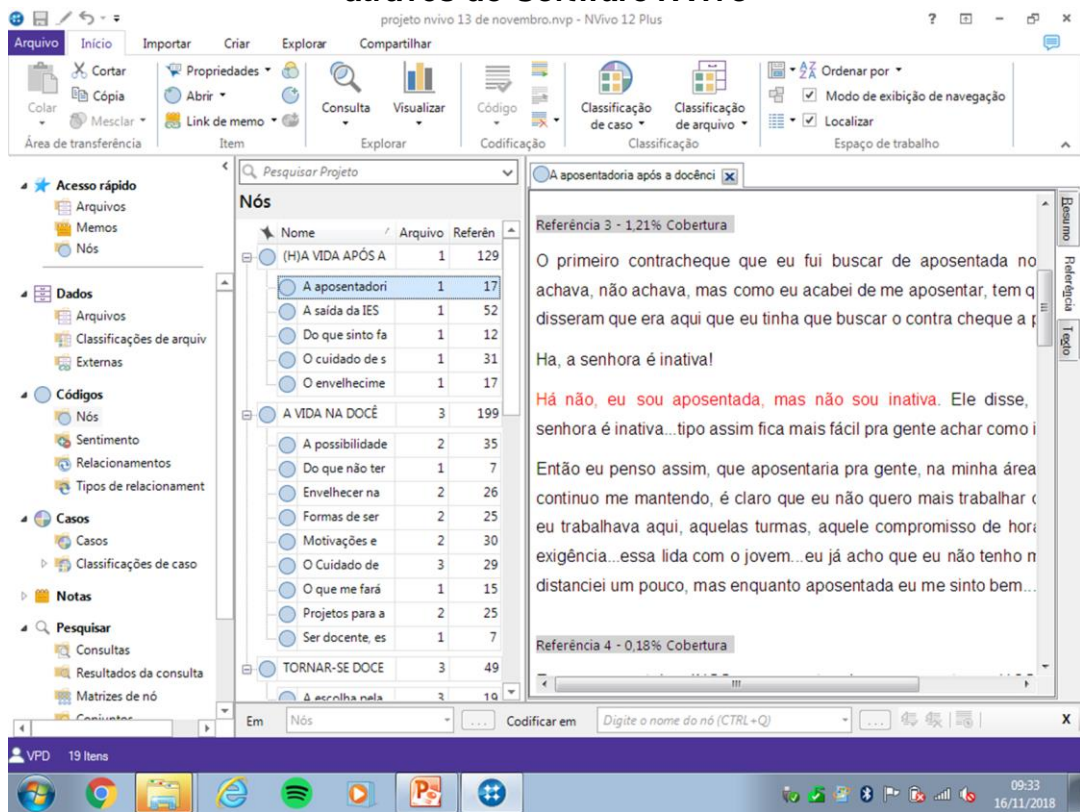 através do Software NVIVO
projeto nvivo 13 de novembro.nvp - NVivo 12 Plus
Arquivo Início Importar Criar Explorar Compartilhar
Colar
Cortar
Cópia
Mesclar
Área de transferência
Propriedades
Abrir
Link de memo
Item
Consulta
Visualizar
Explorar
Código
Codificação
Classificação de caso
Classificação de arquivo
Classificação
Ordenar por
Modo de exibição de navegação
Localizar
Espaço de trabalho
Acesso rápido
Arquivos
Memos
Nós
Dados
Arquivos
Classificações de arquiv
Externas
Códigos
Nós
Sentimento
Relacionamentos
Tipos de relacionament
Casos
Casos
Classificações de caso
Notas
Pesquisar
Consultas
Resultados da consulta
Matrizes de nó
Conjuntos
Pesquisar Projeto
Nós
Nome Arquivo Referên
(H)A VIDA APÓS A 1 129
A aposentadori 1 17
A saída da IES 1 52
Do que sinto fa 1 12
O cuidado de s 1 31
O envelhecime 1 17
A VIDA NA DOCÊ 3 199
A possibilidade 2 35
Do que não ter 1 7
Envelhecer na 2 26
Formas de ser 2 25
Motivações e 2 30
O Cuidado de 3 29
O que me fará 1 15
Projetos para a 2 25
Ser docente, es 1 7
TORNAR-SE DOCE 3 49
A escolha pela 3 19
A aposentadoria após a docênci
Referência 3 - 1,21% Cobertura
O primeiro contracheque que eu fui buscar de aposentada no
achava, não achava, mas como eu acabei de me aposentar, tem q
disseram que era aqui que eu tinha que buscar o contra cheque a p
Ha, a senhora é inativa!
Há não, eu sou aposentada, mas não sou inativa. Ele disse,
senhora é inativa...tipo assim fica mais fácil pra gente achar como i
Então eu penso assim, que aposentaria pra gente, na minha área
continuo me mantendo, é claro que eu não quero mais trabalhar c
eu trabalhava aqui, aquelas turmas, aquele compromisso de hora
exigência...essa lida com o jovem...eu já acho que eu não tenho m
distanciei um pouco, mas enquanto aposentada eu me sinto bem...
Referência 4 - 0,18% Cobertura
Resumo
Referência
Texto
Em Nós ... Codificar em Digite o nome do nó (CTRL+Q) ... X
VPD 19 Itens
09:33
16/11/2018